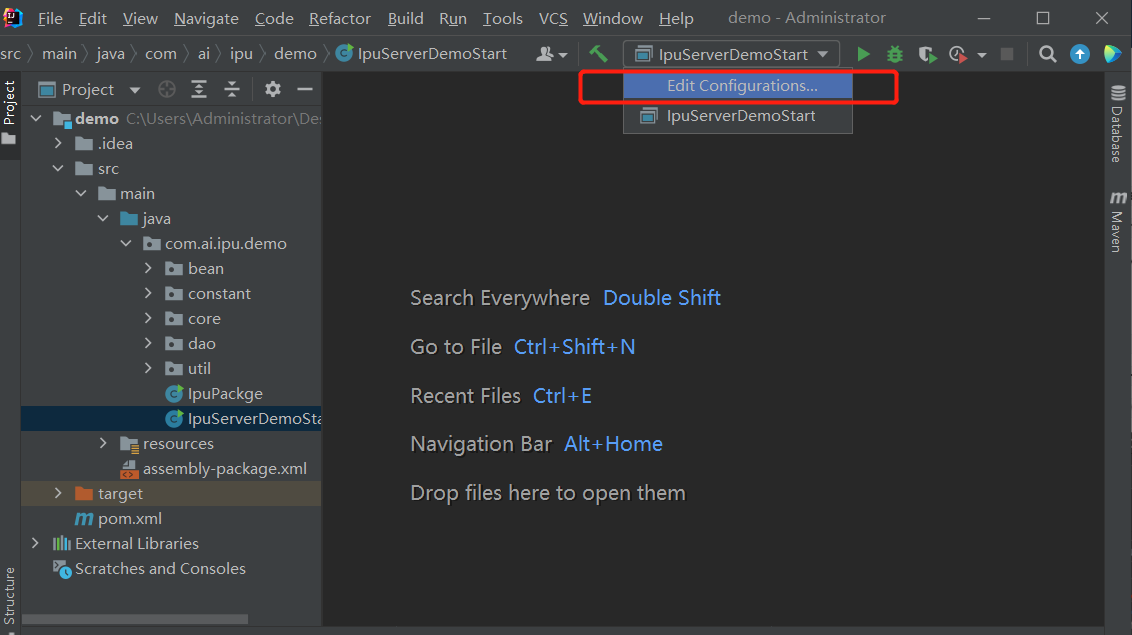 File Edit View Navigate Code Refactor Build Run Tools VCS Window Help demo - Administrator
src main java com ai ipu demo IpuServerDemoStart IpuServerDemoStart
Project
Edit Configurations...
IpuServerDemoStart
Project
demo C:\Users\Administrator\De
.idea
src
main
java
com.ai.ipu.demo
bean
constant
core
dao
util
IpuPackge
IpuServerDemoSta
resources
assembly-package.xml
target
pom.xml
External Libraries
Scratches and Consoles
Structure
Search Everywhere Double Shift
Go to File Ctrl+Shift+N
Recent Files Ctrl+E
Navigation Bar Alt+Home
Drop files here to open them
Database
m
Maven